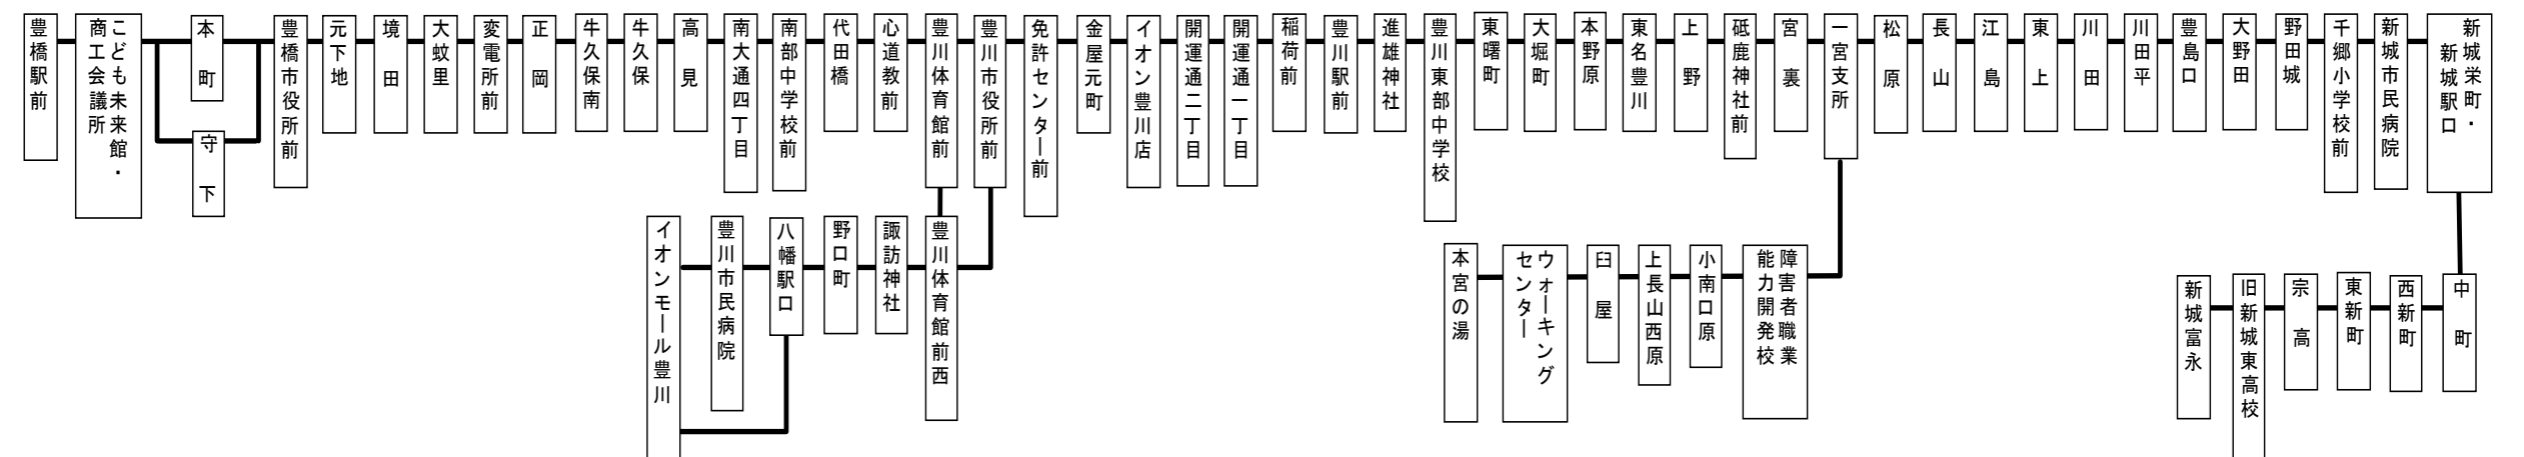 豊橋駅前
こども未来館・
商工会議所
本町
守下
豊橋市役所前
元下地
境田
大蚊里
変電所前
正岡
牛久保南
牛久保
高見
南大通四丁目
南部中学校前
代田橋
心道教前
豊川体育館前
豊川市役所前
免許センター前
金屋元町
イオン豊川店
開運通二丁目
開運通一丁目
稲荷前
豊川駅前
進雄神社
豊川東部中学校
東曙町
大堀町
本野原
東名豊川
上野
砥鹿神社前
宮裏
一宮支所
松原
長山
江島
東上
川田
川田平
豊島口
大野田
野田城
千郷小学校前
新城市民病院
新城栄町・
新城駅口
イオンモール豊川
豊川市民病院
八幡駅口
野口町
諏訪神社
豊川体育館前西
本宮の湯
ウォーキング
センター
臼屋
上長山西原
小南口原
障害者職業
能力開発校
新城富永
旧新城東高校
宗高
東新町
西新町
中町